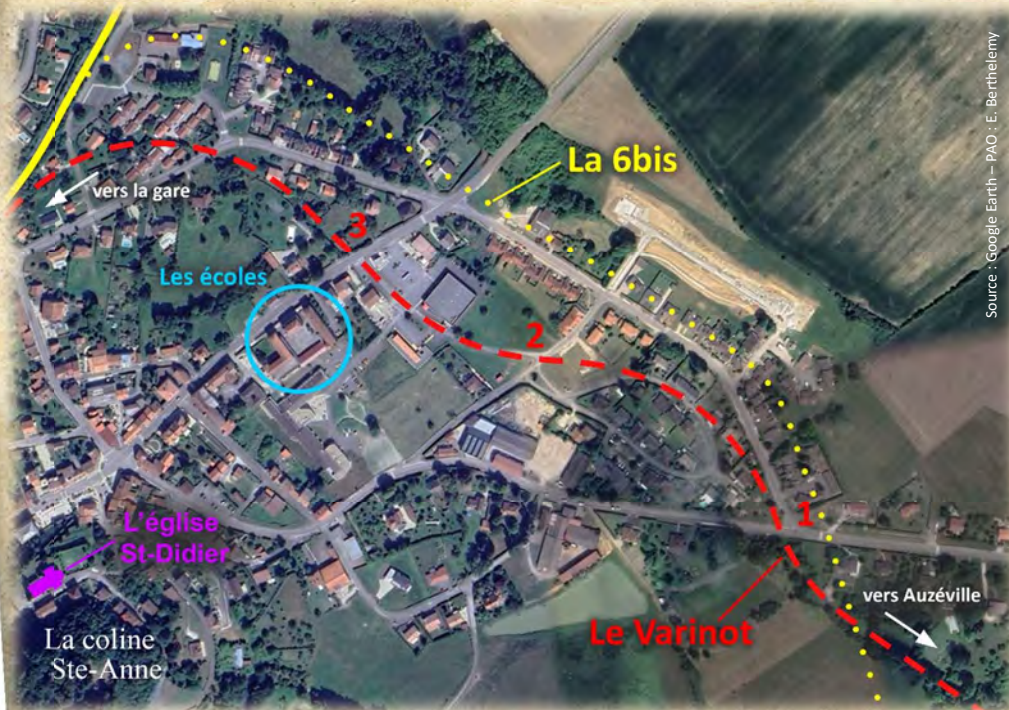 La 6bis
vers la gare
3
Les écoles
2
1
L'église
St-Didier
Le Varinot
vers Auzéville
La coline
Ste-Anne
Source : Google Earth – PAO : E. Berthelemy